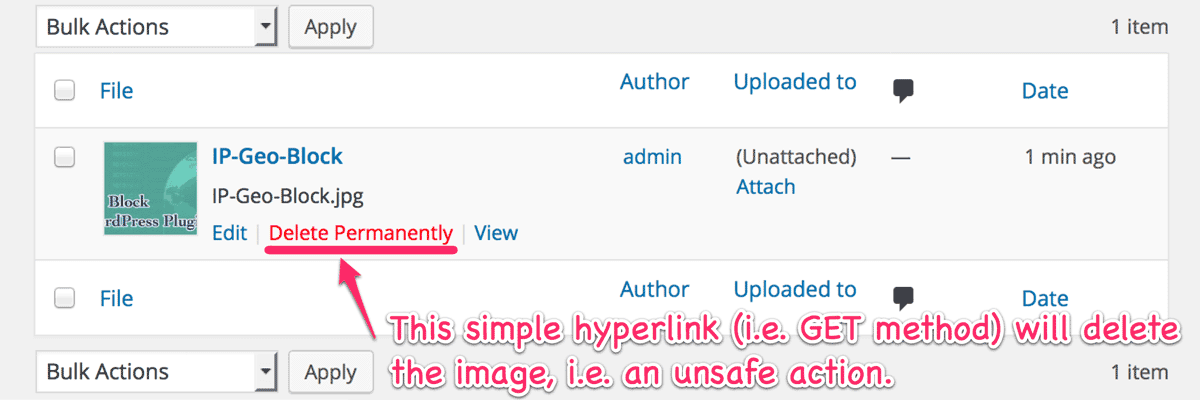 Bulk Actions Apply 1 item
File Author Uploaded to Date
IP-Geo-Block admin (Unattached) — 1 min ago
Block
IP-Geo-Block.jpg Attach
rdPress Plugi
Edit | Delete Permanently | View
File Author Uploaded to Date
This simple hyperlink (i.e. GET method) will delete
the image, i.e. an unsafe action.
Bulk Actions Apply 1 item